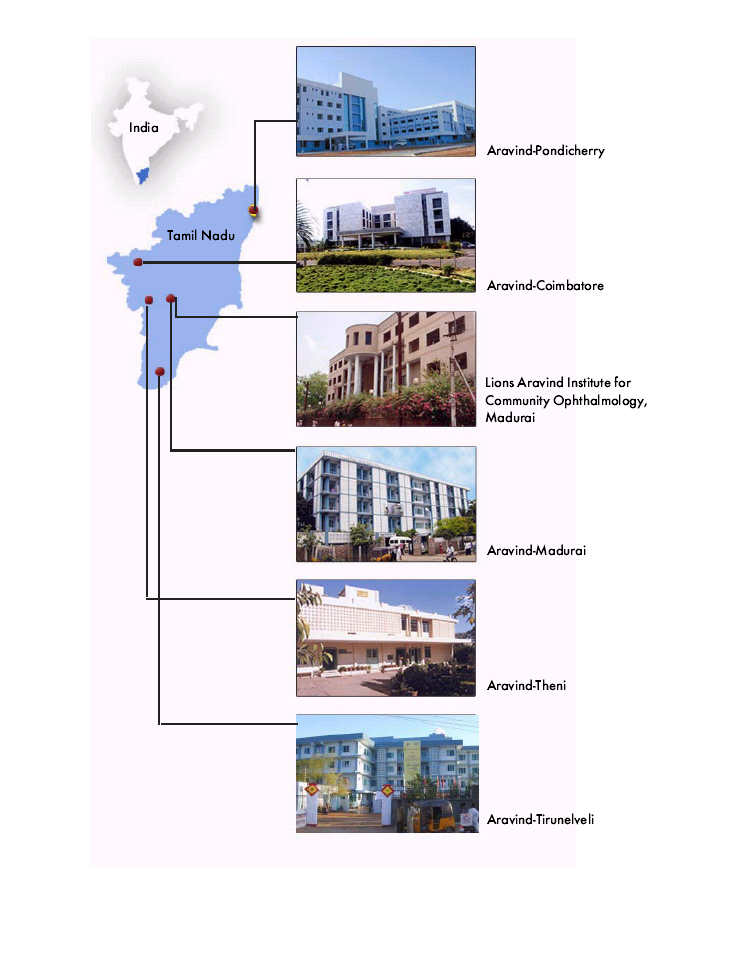 India
Aravind-Pondicherry
Tamil Nadu
Aravind-Coimbatore
Lions Aravind Institute for
Community Ophthalmology,
Madurai
Aravind-Madurai
Aravind-Theni
Aravind-Tirunelveli